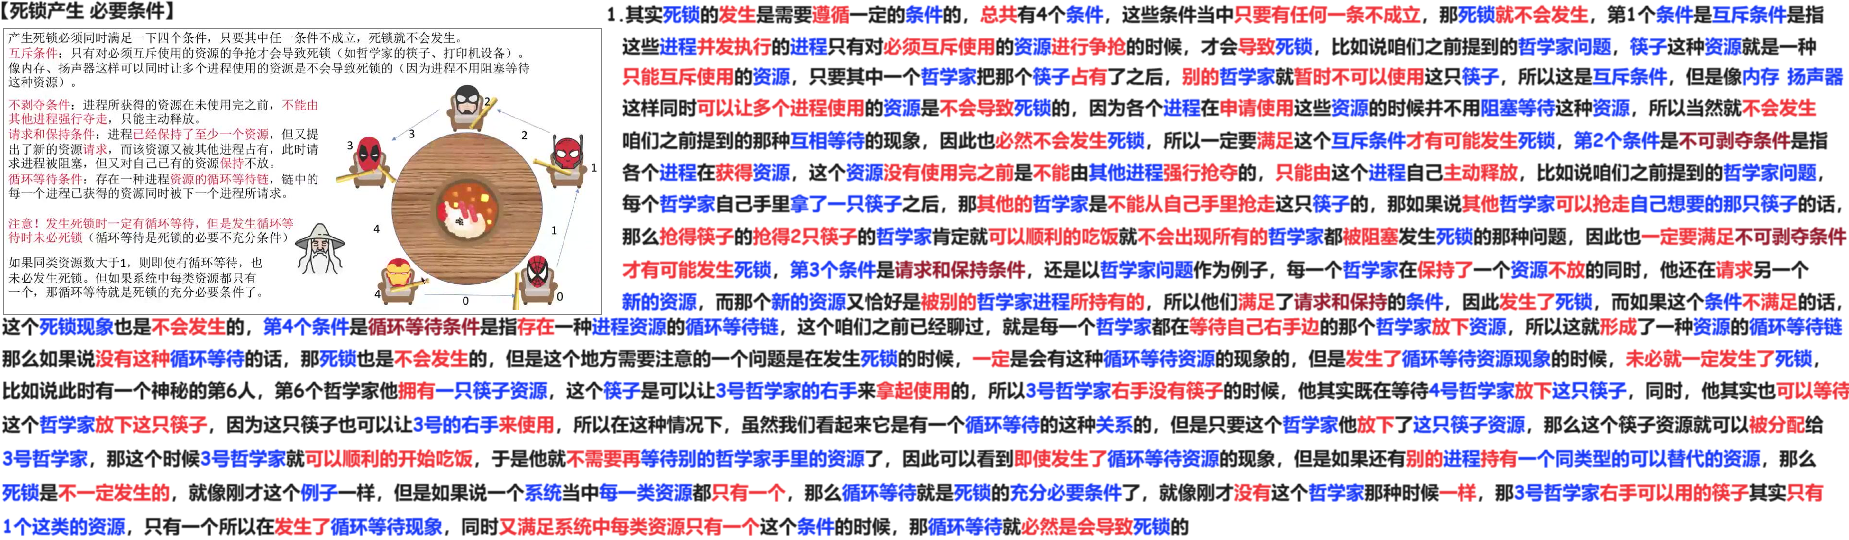 【死锁产生 必要条件】
产生死锁必须同时满足一下四个条件，只要其中任一条件不成立，死锁就不会发生。
互斥条件：只有对必须互斥使用的资源的争抢才会导致死锁（如哲学家的筷子、打印机设备）。
像内存、扬声器这样可以同时让多个进程使用的资源是不会导致死锁的（因为进程不用阻塞等待
这种资源）。
不剥夺条件：进程所获得的资源在未使用完之前，不能由
其他进程强行夺走，只能主动释放。
请求和保持条件：进程已经保持了至少一个资源，但又提
出了新的资源请求，而该资源又被其他进程占有，此时请
求进程被阻塞，但又对自己已有的资源保持不放。
循环等待条件：存在一种进程资源的循环等待链，链中的
每一个进程已获得的资源同时被下一个进程所请求。
注意！发生死锁时一定有循环等待，但是发生循环等
待时未必死锁（循环等待是死锁的必要不充分条件）
如果同类资源数大于1，则即使有循环等待，也
未必发生死锁。但如果系统中每类资源都只有
一个，那循环等待就是死锁的充分必要条件了。
2
3
2
3
1
4
1
4
0
0
1.其实死锁的发生是需要遵循一定的条件的，总共有4个条件，这些条件当中只要有任何一条不成立，那死锁就不会发生，第1个条件是互斥条件是指
这些进程并发执行的进程只有对必须互斥使用的资源进行争抢的时候，才会导致死锁，比如说咱们之前提到的哲学家问题，筷子这种资源就是一种
只能互斥使用的资源，只要其中一个哲学家把那个筷子占有了之后，别的哲学家就暂时不可以使用这只筷子，所以这是互斥条件，但是像内存 扬声器
这样同时可以让多个进程使用的资源是不会导致死锁的，因为各个进程在申请使用这些资源的时候并不用阻塞等待这种资源，所以当然就不会发生
咱们之前提到的那种互相等待的现象，因此也必然不会发生死锁，所以一定要满足这个互斥条件才有可能发生死锁，第2个条件是不可剥夺条件是指
各个进程在获得资源，这个资源没有使用完之前是不能由其他进程强行抢夺的，只能由这个进程自己主动释放，比如说咱们之前提到的哲学家问题，
每个哲学家自己手里拿了一只筷子之后，那其他的哲学家是不能从自己手里抢走这只筷子的，那如果说其他哲学家可以抢走自己想要的那只筷子的话，
那么抢得筷子的抢得2只筷子的哲学家肯定就可以顺利的吃饭就不会出现所有的哲学家都被阻塞发生死锁的那种问题，因此也一定要满足不可剥夺条件
才有可能发生死锁，第3个条件是请求和保持条件，还是以哲学家问题作为例子，每一个哲学家在保持了一个资源不放的同时，他还在请求另一个
新的资源，而那个新的资源又恰好是被别的哲学家进程所持有的，所以他们满足了请求和保持的条件，因此发生了死锁，而如果这个条件不满足的话，
这个死锁现象也是不会发生的，第4个条件是循环等待条件是指存在一种进程资源的循环等待链，这个咱们之前已经聊过，就是每一个哲学家都在等待自己右手边的那个哲学家放下资源，所以这就形成了一种资源的循环等待链
那么如果说没有这种循环等待的话，那死锁也是不会发生的，但是这个地方需要注意的一个问题是在发生死锁的时候，一定是会有这种循环等待资源的现象的，但是发生了循环等待资源现象的时候，未必就一定发生了死锁，
比如说此时有一个神秘的第6人，第6个哲学家他拥有一只筷子资源，这个筷子是可以让3号哲学家的右手来拿起使用的，所以3号哲学家右手没有筷子的时候，他其实既在等待4号哲学家放下这只筷子，同时，他其实也可以等待
这个哲学家放下这只筷子，因为这只筷子也可以让3号的右手来使用，所以在这种情况下，虽然我们看起来它是有一个循环等待的这种关系的，但是只要这个哲学家他放下了这只筷子资源，那么这个筷子资源就可以被分配给
3号哲学家，那这个时候3号哲学家就可以顺利的开始吃饭，于是他就不需要再等待别的哲学家手里的资源了，因此可以看到即使发生了循环等待资源的现象，但是如果还有别的进程持有一个同类型的可以替代的资源，那么
死锁是不一定发生的，就像刚才这个例子一样，但是如果说一个系统当中每一类资源都只有一个，那么循环等待就是死锁的充分必要条件了，就像刚才没有这个哲学家那种时候一样，那3号哲学家右手可以用的筷子其实只有
1个这类的资源，只有一个所以在发生了循环等待现象，同时又满足系统中每类资源只有一个这个条件的时候，那循环等待就必然是会导致死锁的